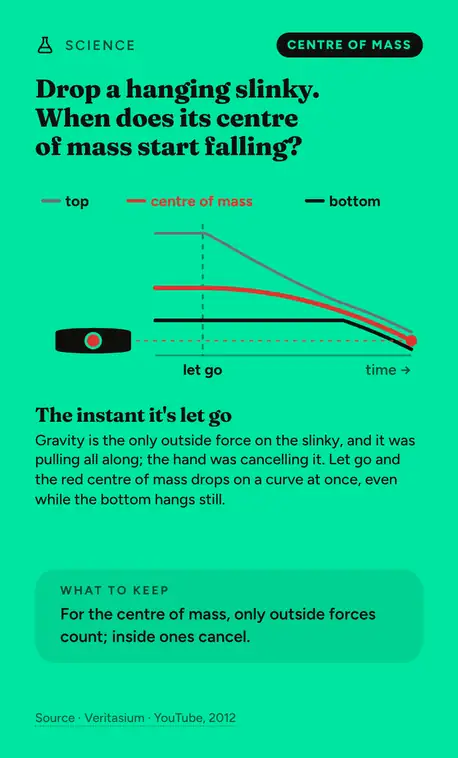 SCIENCE
CENTRE OF MASS
Drop a hanging slinky.
When does its centre
of mass start falling?
top
centre of mass
bottom
let go
time →
The instant it's let go
Gravity is the only outside force on the slinky, and it was
pulling all along; the hand was cancelling it. Let go and
the red centre of mass drops on a curve at once, even
while the bottom hangs still.
WHAT TO KEEP
For the centre of mass, only outside forces
count; inside ones cancel.
Source · Veritasium · YouTube, 2012